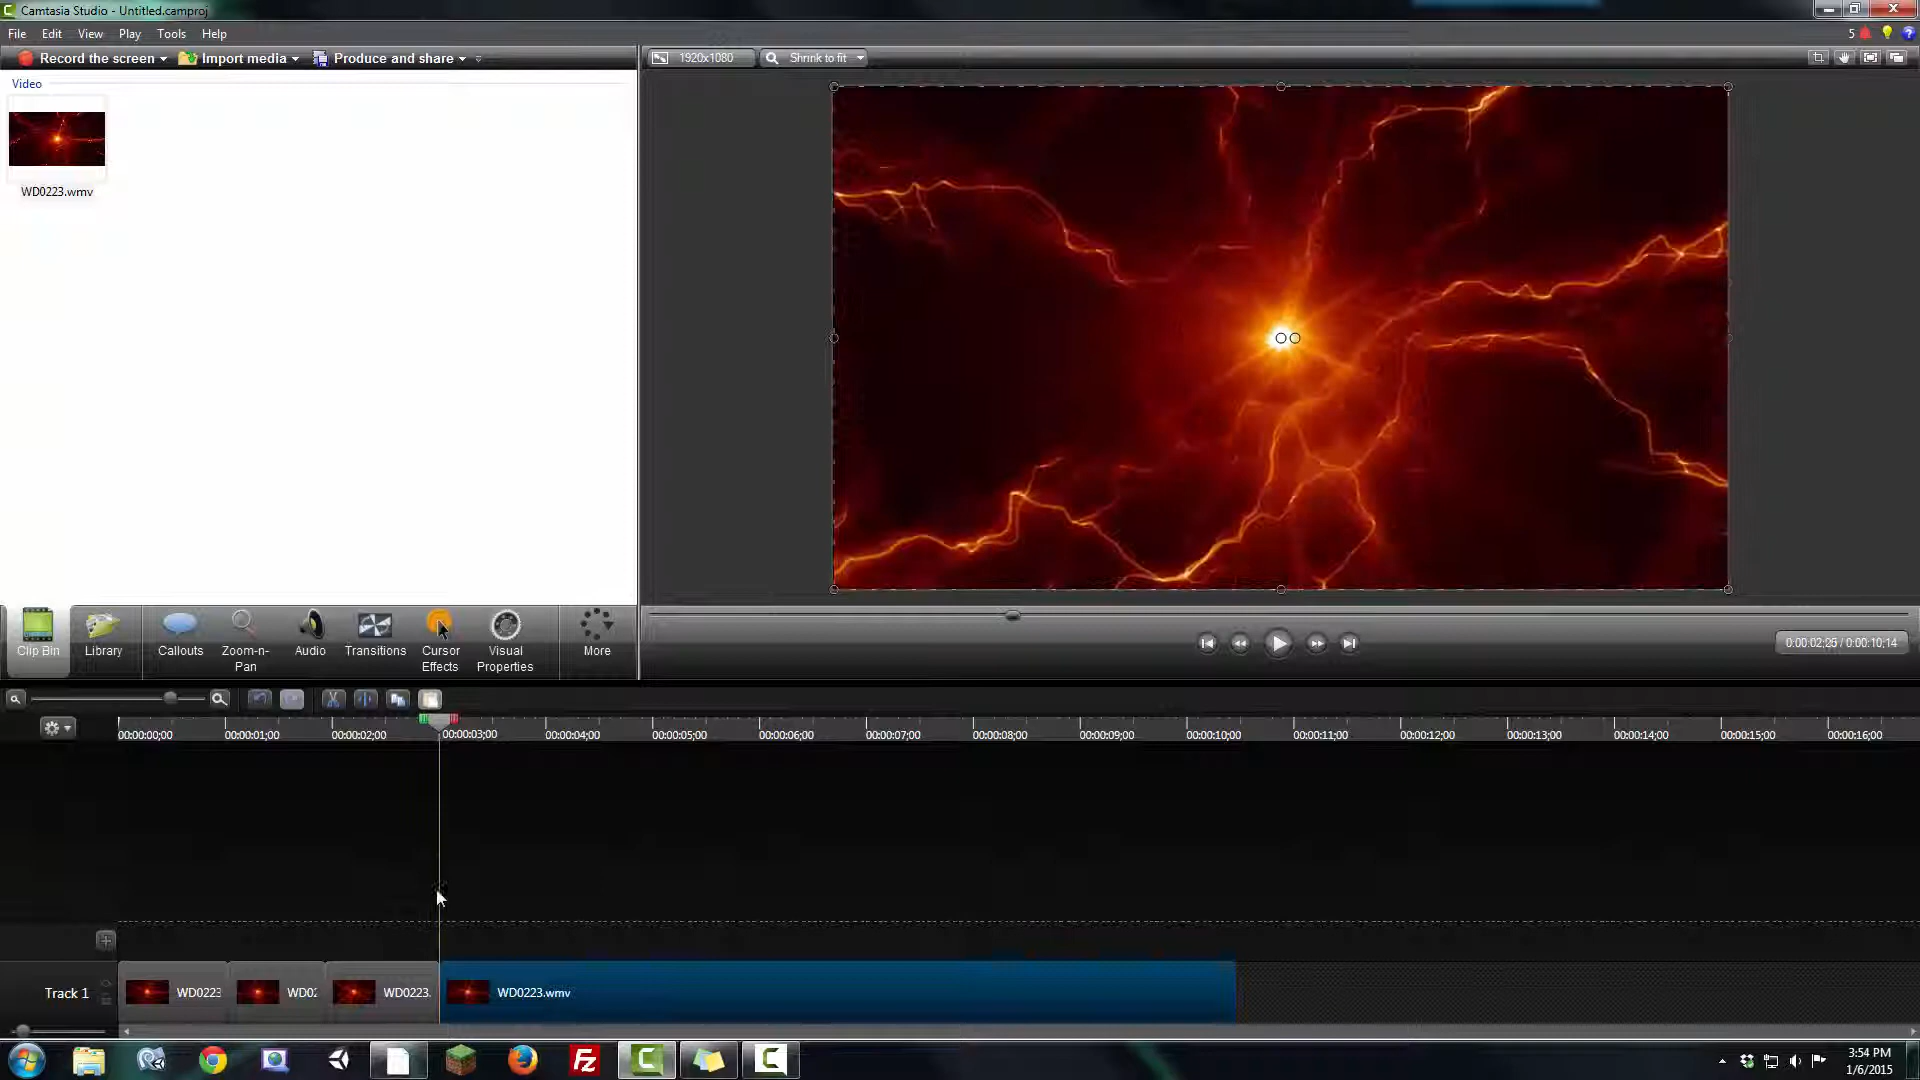 Camtasia Studio - Untitled.camproj
File Edit View Play Tools Help
5
Record the screen Import media Produce and share
1920x1080 Shrink to fit
Video
WD0223.wmv
Clip Bin Library Callouts Zoom-n-Pan Audio Transitions Cursor Effects Visual Properties More
0:00:02;25 / 0:00:10;14
00:00:00;00 00:00:01;00 00:00:02;00 00:00:03;00 00:00:04;00 00:00:05;00 00:00:06;00 00:00:07;00 00:00:08;00 00:00:09;00 00:00:10;00 00:00:11;00 00:00:12;00 00:00:13;00 00:00:14;00 00:00:15;00 00:00:16;00
Track 1 WD0223 WD02 WD0223. WD0223.wmv
3:54 PM
1/6/2015